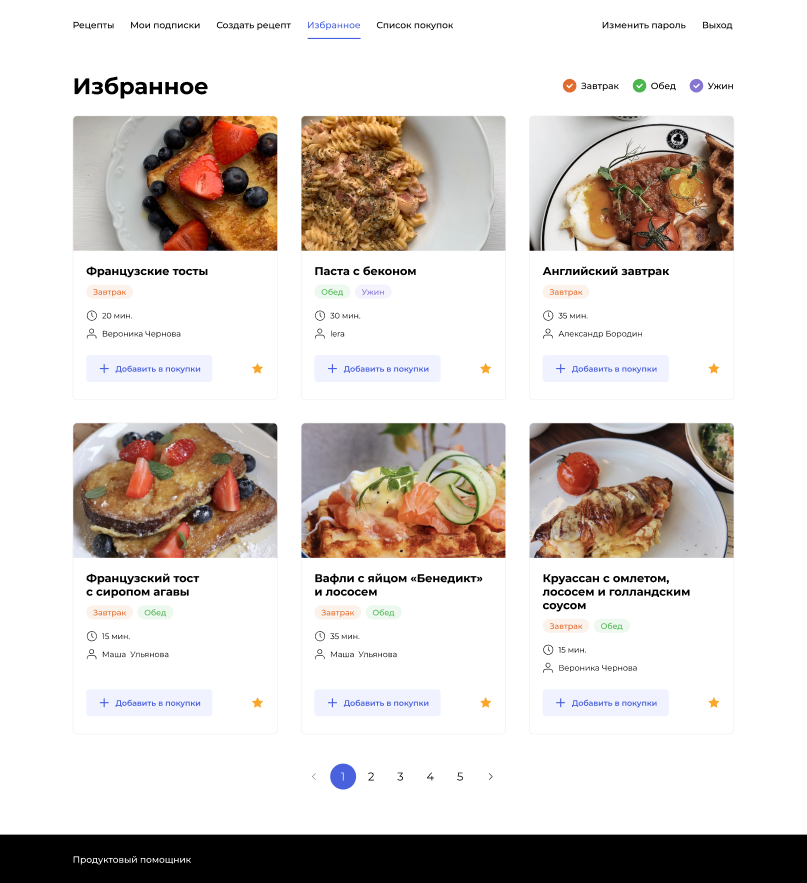 Рецепты Мои подписки Создать рецепт Избранное Список покупок Изменить пароль Выход
Избранное
Завтрак Обед Ужин
Французские тосты
Завтрак
20 мин.
Вероника Чернова
Добавить в покупки
Паста с беконом
Обед Ужин
30 мин.
lera
Добавить в покупки
Английский завтрак
Завтрак
35 мин.
Александр Бородин
Добавить в покупки
Французский тост
с сиропом агавы
Завтрак Обед
15 мин.
Маша Ульянова
Добавить в покупки
Вафли с яйцом «Бенедикт»
и лососем
Завтрак Обед
35 мин.
Маша Ульянова
Добавить в покупки
Круассан с омлетом,
лососем и голландским
соусом
Завтрак Обед
15 мин.
Вероника Чернова
Добавить в покупки
1 2 3 4 5
Продуктовый помощник